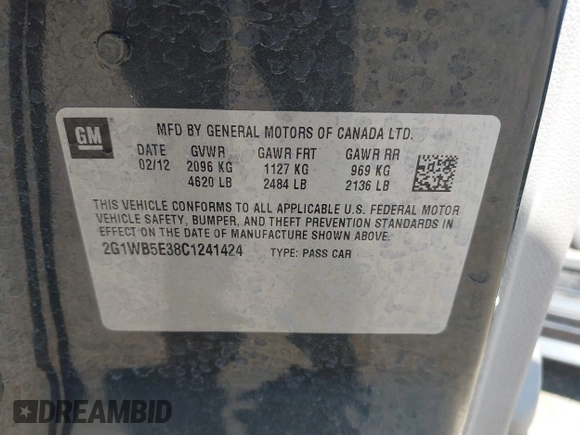 GM
MFD BY GENERAL MOTORS OF CANADA LTD.
DATE GVWR GAWR FRT GAWR RR
02/12 2096 KG 1127 KG 969 KG
4620 LB 2484 LB 2136 LB
THIS VEHICLE CONFORMS TO ALL APPLICABLE U.S. FEDERAL MOTOR
VEHICLE SAFETY, BUMPER, AND THEFT PREVENTION STANDARDS IN
EFFECT ON THE DATE OF MANUFACTURE SHOWN ABOVE.
2G1WB5E38C1241424 TYPE: PASS CAR
DREAMBID